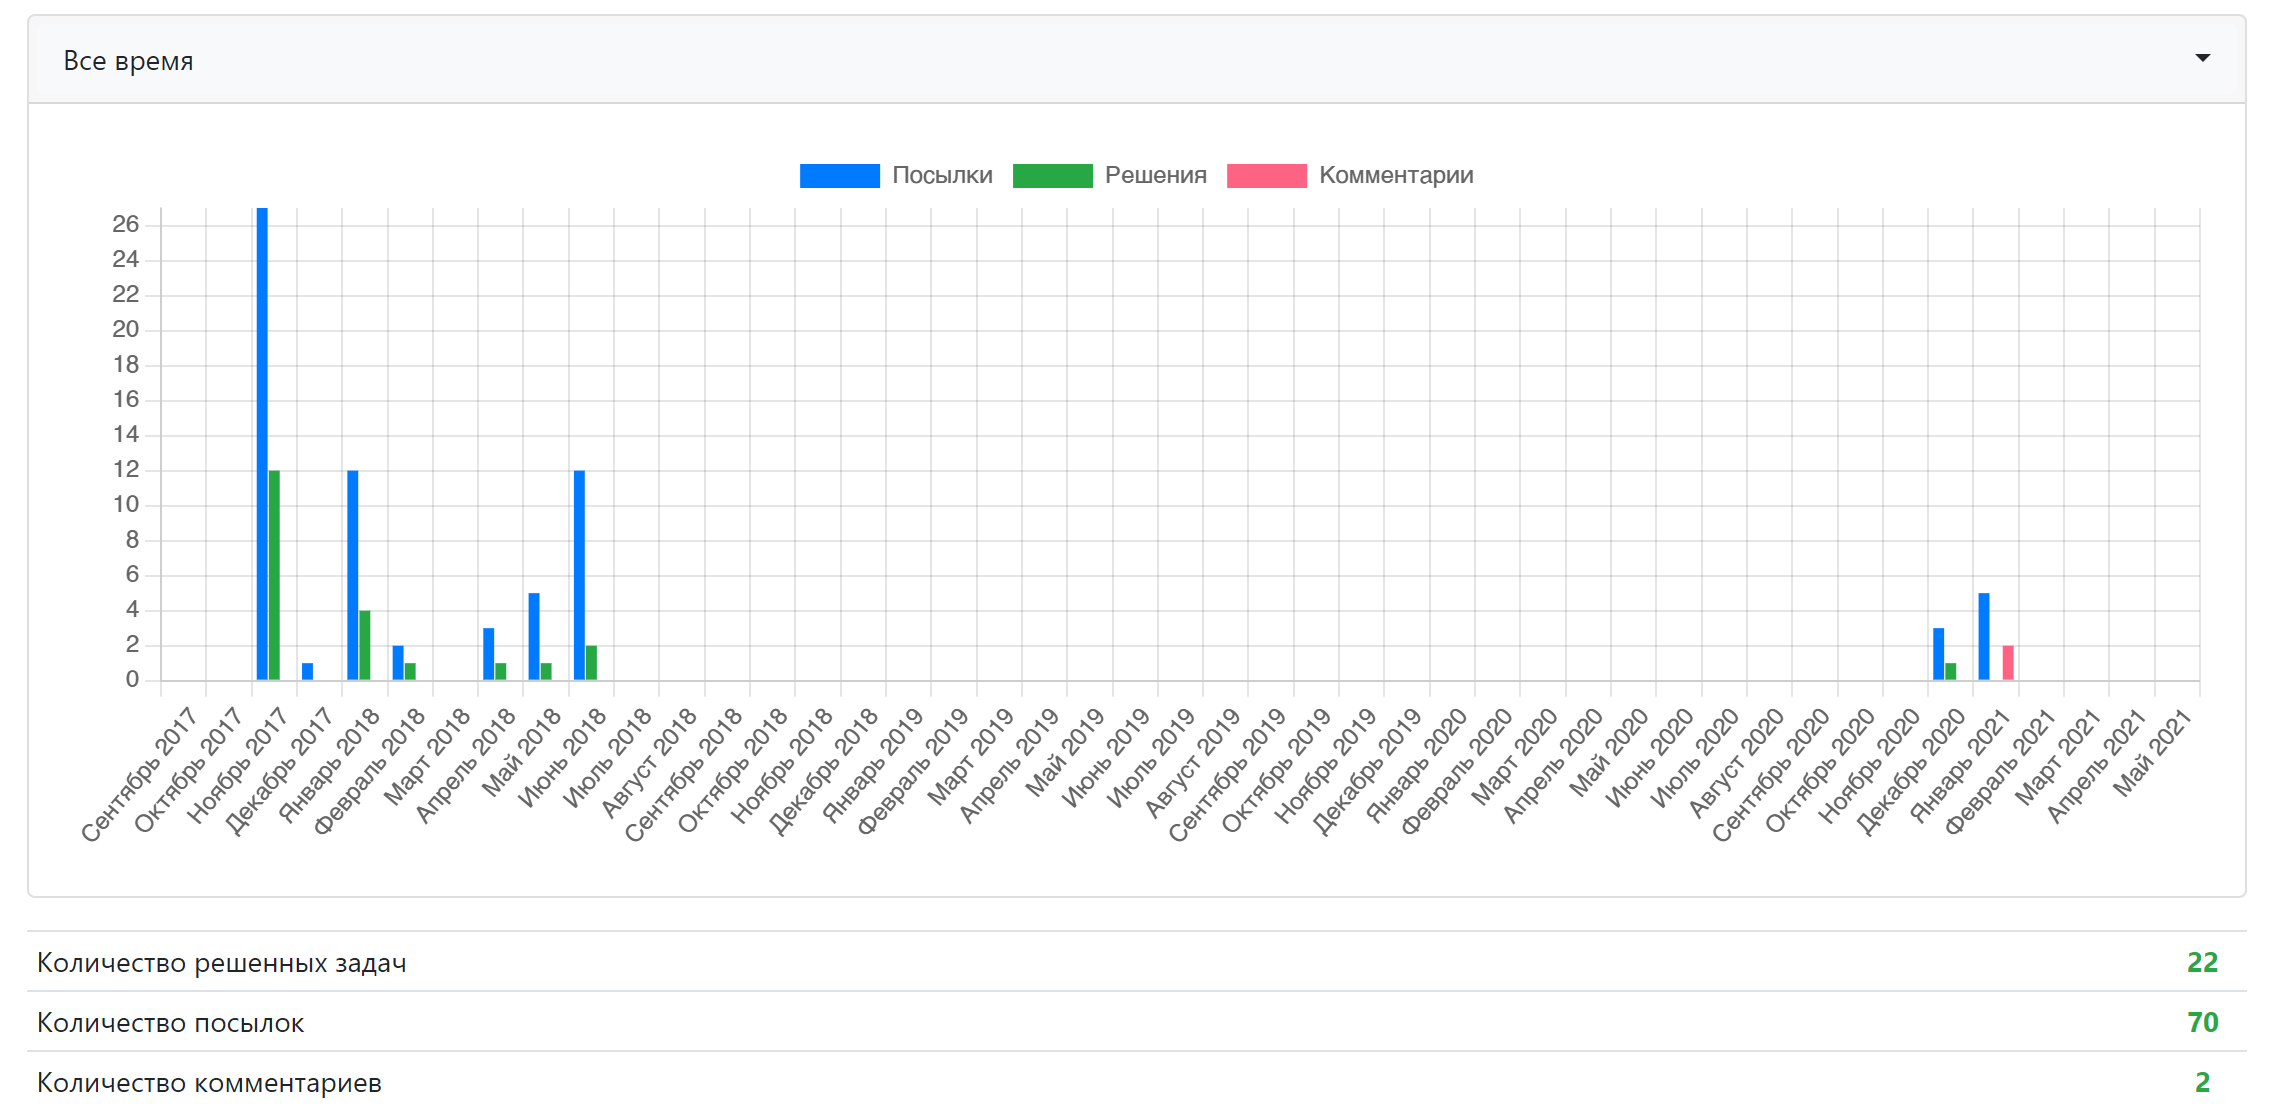 Все время
Посылки Решения Комментарии
26
24
22
20
18
16
14
12
10
8
6
4
2
0
Сентябрь 2017
Октябрь 2017
Ноябрь 2017
Декабрь 2017
Январь 2018
Февраль 2018
Март 2018
Апрель 2018
Май 2018
Июнь 2018
Июль 2018
Август 2018
Сентябрь 2018
Октябрь 2018
Ноябрь 2018
Декабрь 2018
Январь 2019
Февраль 2019
Март 2019
Апрель 2019
Май 2019
Июнь 2019
Июль 2019
Август 2019
Сентябрь 2019
Октябрь 2019
Ноябрь 2019
Декабрь 2019
Январь 2020
Февраль 2020
Март 2020
Апрель 2020
Май 2020
Июнь 2020
Июль 2020
Август 2020
Сентябрь 2020
Октябрь 2020
Ноябрь 2020
Декабрь 2020
Январь 2021
Февраль 2021
Март 2021
Апрель 2021
Май 2021
Количество решенных задач 22
Количество посылок 70
Количество комментариев 2